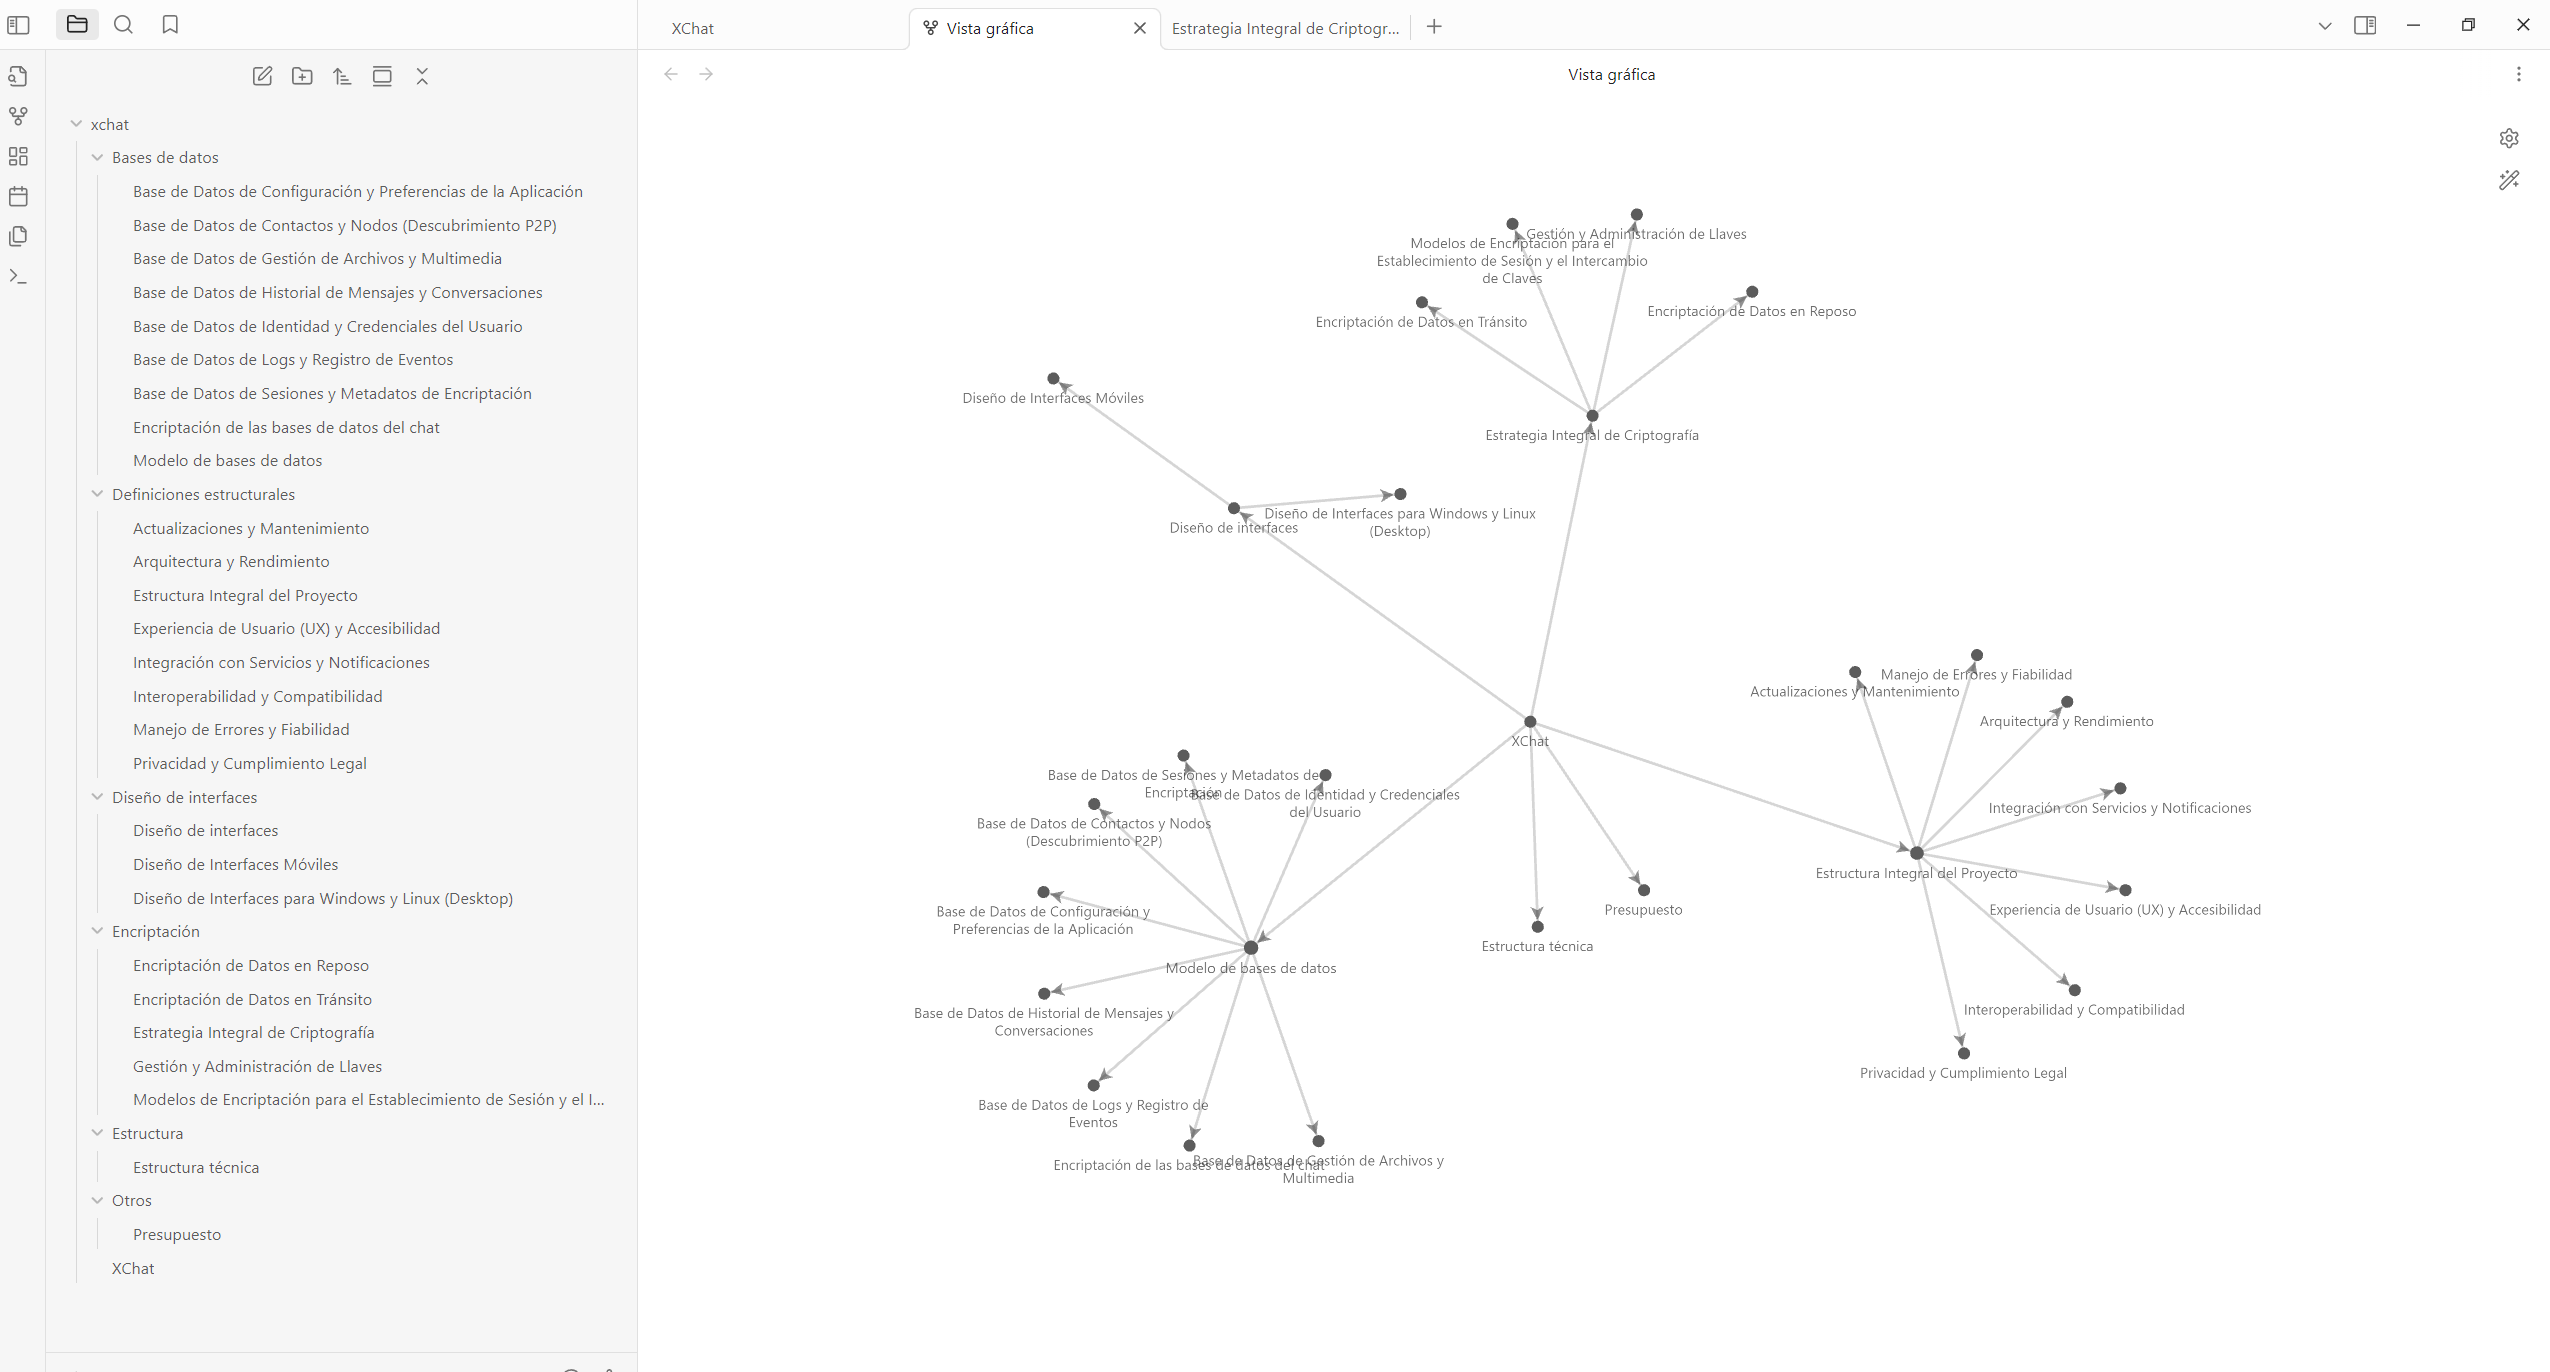 XChat
Vista gráfica
Estrategia Integral de Criptogr...
Vista gráfica
xchat
Bases de datos
Base de Datos de Configuración y Preferencias de la Aplicación
Base de Datos de Contactos y Nodos (Descubrimiento P2P)
Base de Datos de Gestión de Archivos y Multimedia
Base de Datos de Historial de Mensajes y Conversaciones
Base de Datos de Identidad y Credenciales del Usuario
Base de Datos de Logs y Registro de Eventos
Base de Datos de Sesiones y Metadatos de Encriptación
Encriptación de las bases de datos del chat
Modelo de bases de datos
Definiciones estructurales
Actualizaciones y Mantenimiento
Arquitectura y Rendimiento
Estructura Integral del Proyecto
Experiencia de Usuario (UX) y Accesibilidad
Integración con Servicios y Notificaciones
Interoperabilidad y Compatibilidad
Manejo de Errores y Fiabilidad
Privacidad y Cumplimiento Legal
Diseño de interfaces
Diseño de interfaces
Diseño de Interfaces Móviles
Diseño de Interfaces para Windows y Linux (Desktop)
Encriptación
Encriptación de Datos en Reposo
Encriptación de Datos en Tránsito
Estrategia Integral de Criptografía
Gestión y Administración de Llaves
Modelos de Encriptación para el Establecimiento de Sesión y el I...
Estructura
Estructura técnica
Otros
Presupuesto
XChat
Gestión y Administración de Llaves
Modelos de Encriptación para el
Establecimiento de Sesión y el Intercambio
de Claves
Encriptación de Datos en Reposo
Encriptación de Datos en Tránsito
Diseño de Interfaces Móviles
Estrategia Integral de Criptografía
Diseño de Interfaces para Windows y Linux
(Desktop)
Diseño de interfaces
Manejo de Errores y Fiabilidad
Actualizaciones y Mantenimiento
Arquitectura y Rendimiento
XChat
Base de Datos de Sesiones y Metadatos de
Encriptación
Base de Datos de Identidad y Credenciales
del Usuario
Integración con Servicios y Notificaciones
Base de Datos de Contactos y Nodos
(Descubrimiento P2P)
Estructura Integral del Proyecto
Base de Datos de Configuración y
Preferencias de la Aplicación
Presupuesto
Experiencia de Usuario (UX) y Accesibilidad
Estructura técnica
Modelo de bases de datos
Base de Datos de Historial de Mensajes y
Conversaciones
Interoperabilidad y Compatibilidad
Privacidad y Cumplimiento Legal
Base de Datos de Logs y Registro de
Eventos
Encriptación de las bases de datos del chat
Base de Datos de Gestión de Archivos y
Multimedia